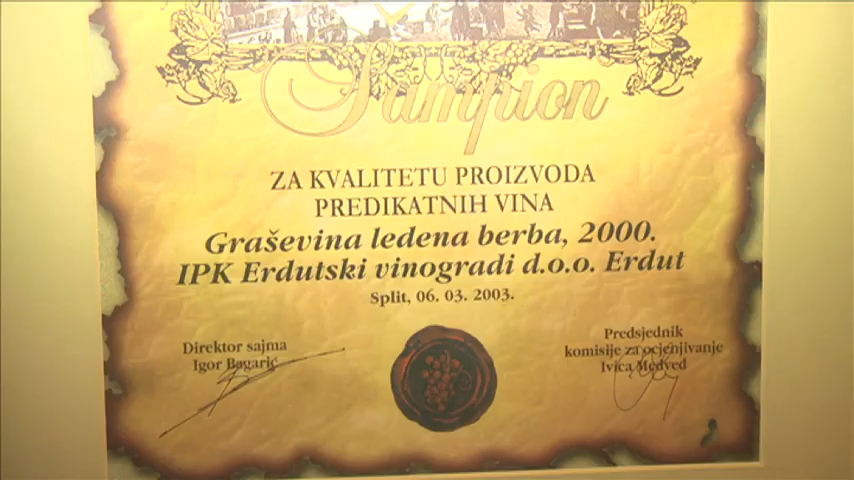 Šampion
ZA KVALITETU PROIZVODA
PREDIKATNIH VINA
Graševina ledena berba, 2000.
IPK Erdutski vinogradi d.o.o. Erdut
Split, 06. 03. 2003.
Direktor sajma
Igor Bagarić
Predsjednik
komisije za ocjenjivanje
Ivica Medved